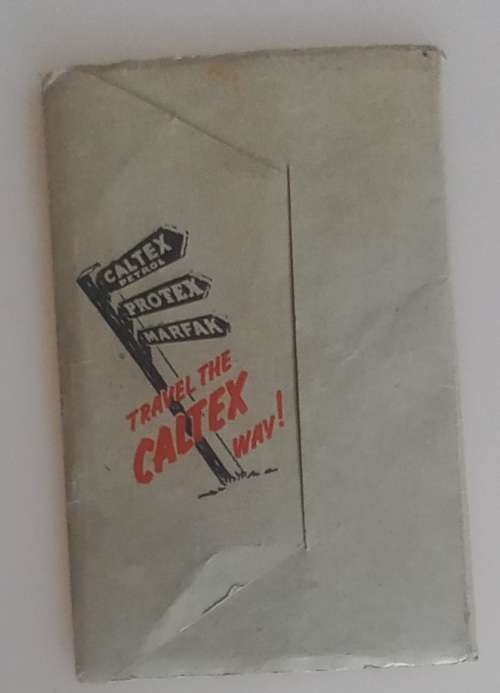 CALTEX
PETROL
PROTEX
MARFAK
TRAVEL THE
CALTEX
WAY!